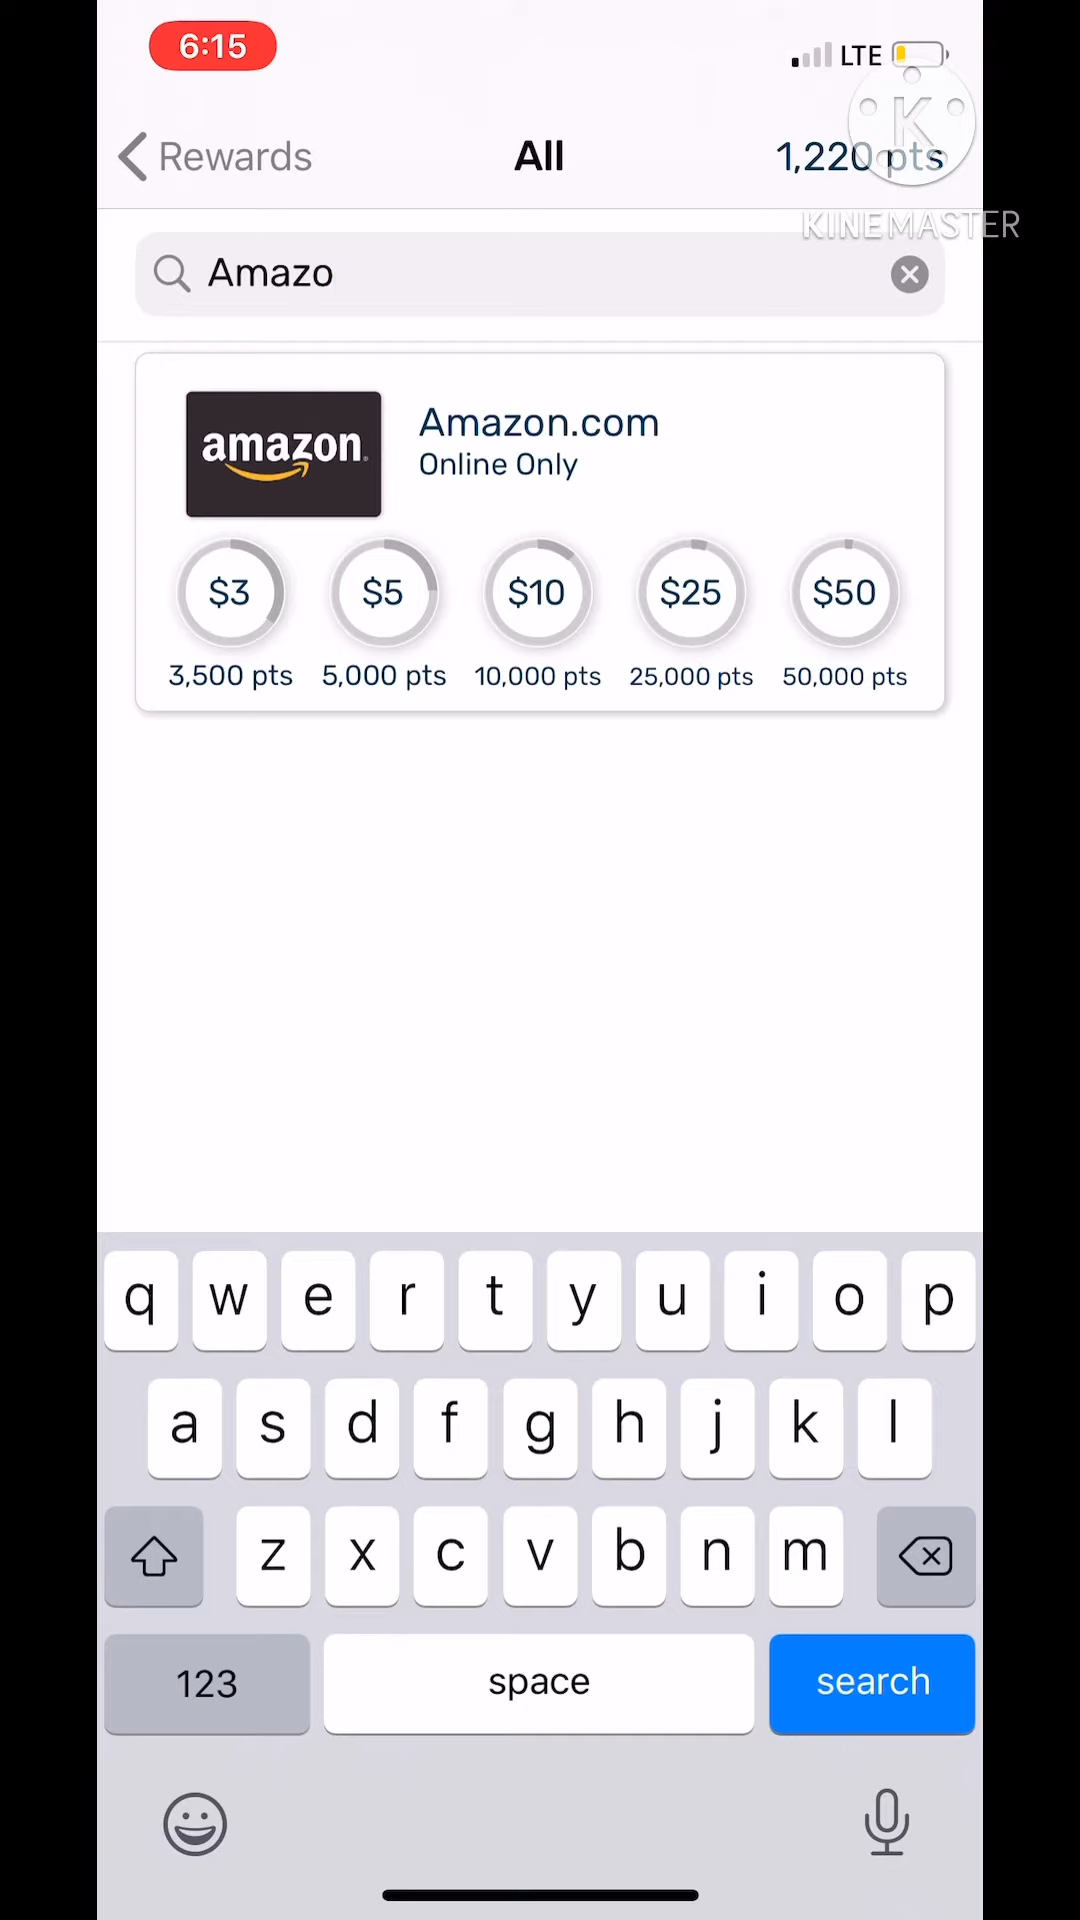 6:15 LTE
Rewards All 1,220 pts
KINEMASTER
Amazo
amazon
Amazon.com
Online Only
$3 $5 $10 $25 $50
3,500 pts 5,000 pts 10,000 pts 25,000 pts 50,000 pts
q w e r t y u i o p
a s d f g h j k l
z x c v b n m
123 space search